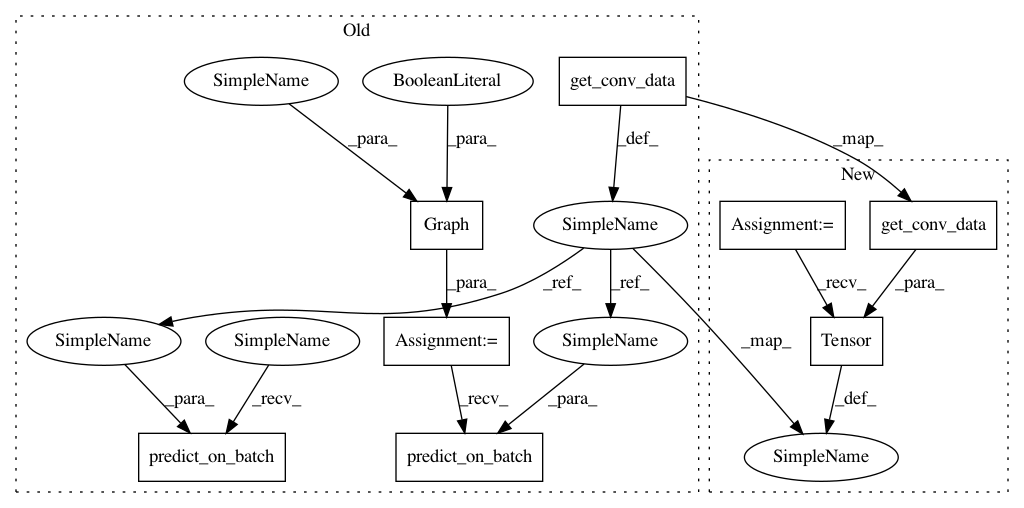 Old
SimpleName
BooleanLiteral
get_conv_data
_para_
_para_
_def_
_map_
New
Graph
SimpleName
Assignment:=
get_conv_data
_para_
_ref_
_ref_
_recv_
_para_
SimpleName
SimpleName
Assignment:=
SimpleName
_map_
Tensor
_para_
_recv_
_recv_
_para_
_def_
predict_on_batch
predict_on_batch
SimpleName